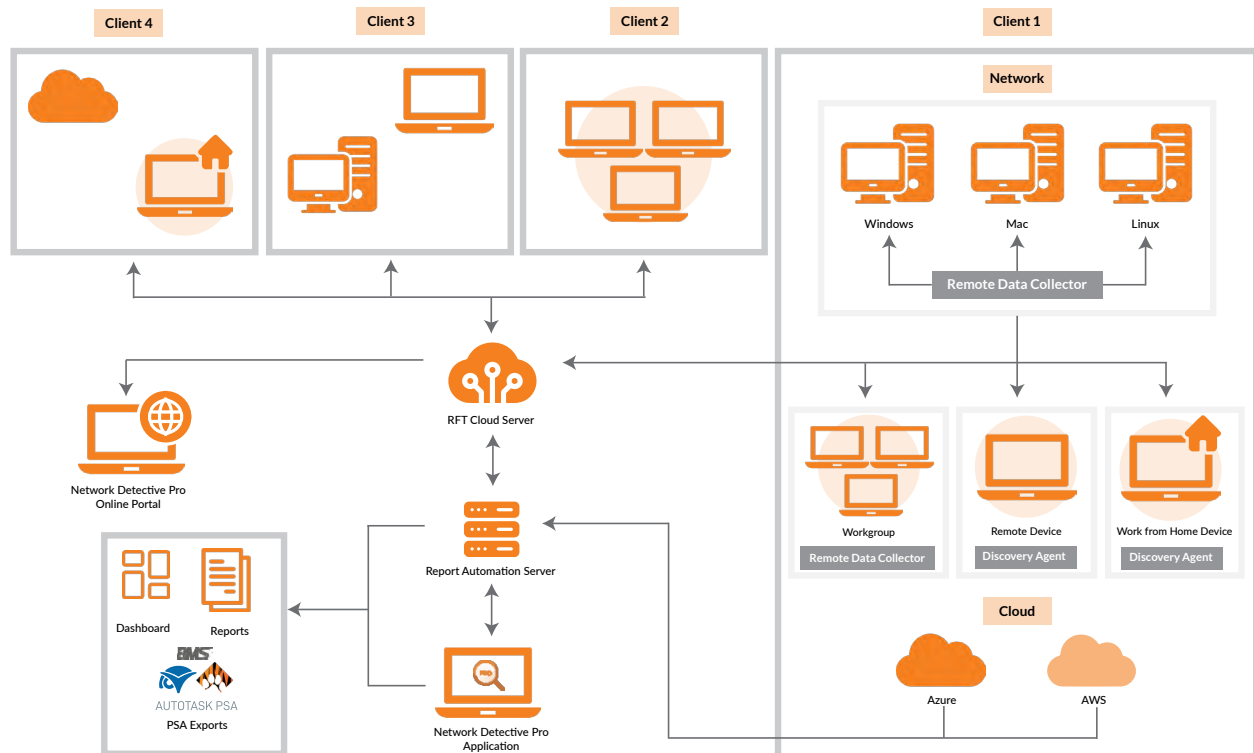 Client 4
Client 3
Client 2
Client 1
Network
Windows
Mac
Linux
Remote Data Collector
RFT Cloud Server
Network Detective Pro
Online Portal
Workgroup
Remote Data Collector
Remote Device
Discovery Agent
Work from Home Device
Discovery Agent
Report Automation Server
Dashboard
Reports
BMS
AUTOTASK PSA
PSA Exports
PRO
Network Detective Pro
Application
Cloud
Azure
AWS